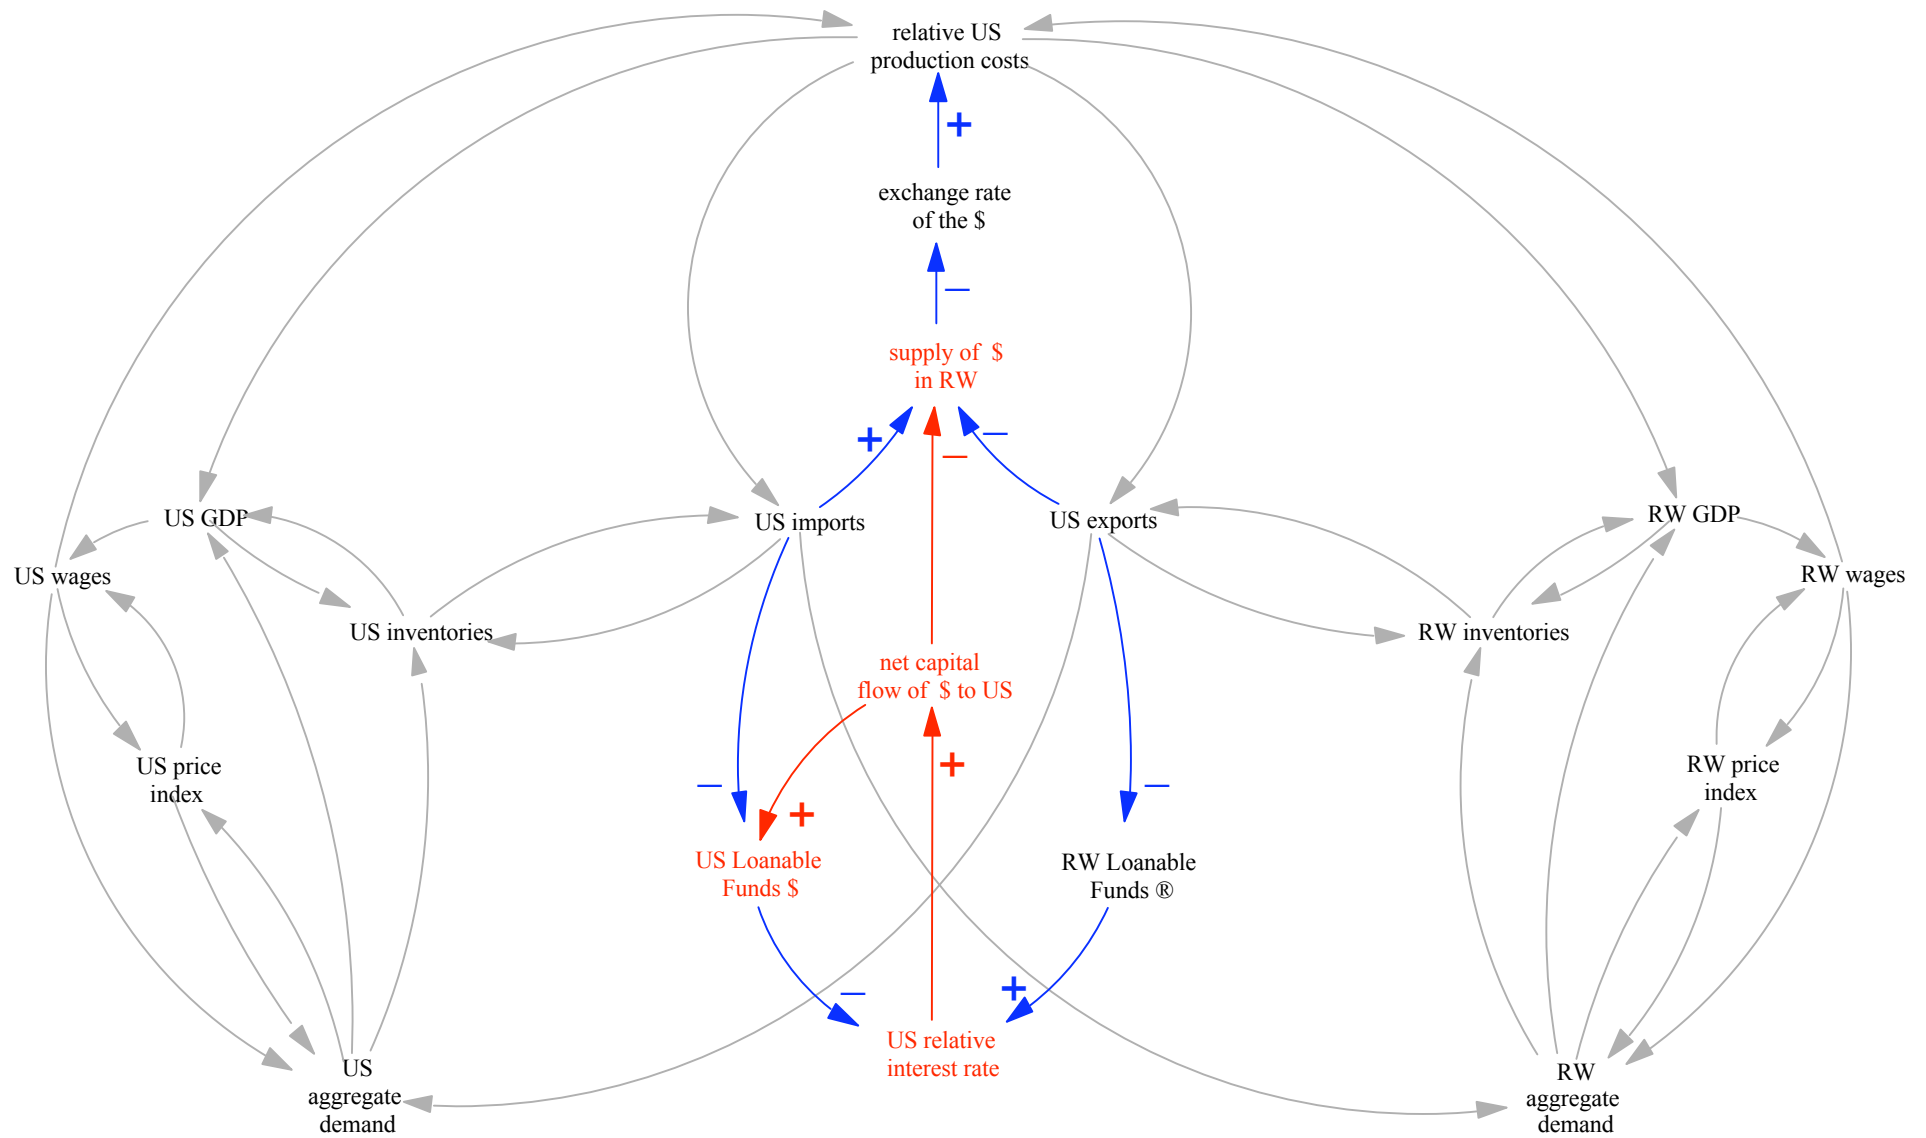 relative US
production costs
+
exchange rate
of the $
–
supply of $
in RW
+
–
–
US GDP
US imports
US exports
RW GDP
US wages
RW wages
US inventories
RW inventories
net capital
flow of $ to US
US price
index
RW price
index
–
+
+
–
US Loanable
Funds $
RW Loanable
Funds ®
–
+
US relative
interest rate
US
aggregate
demand
RW
aggregate
demand